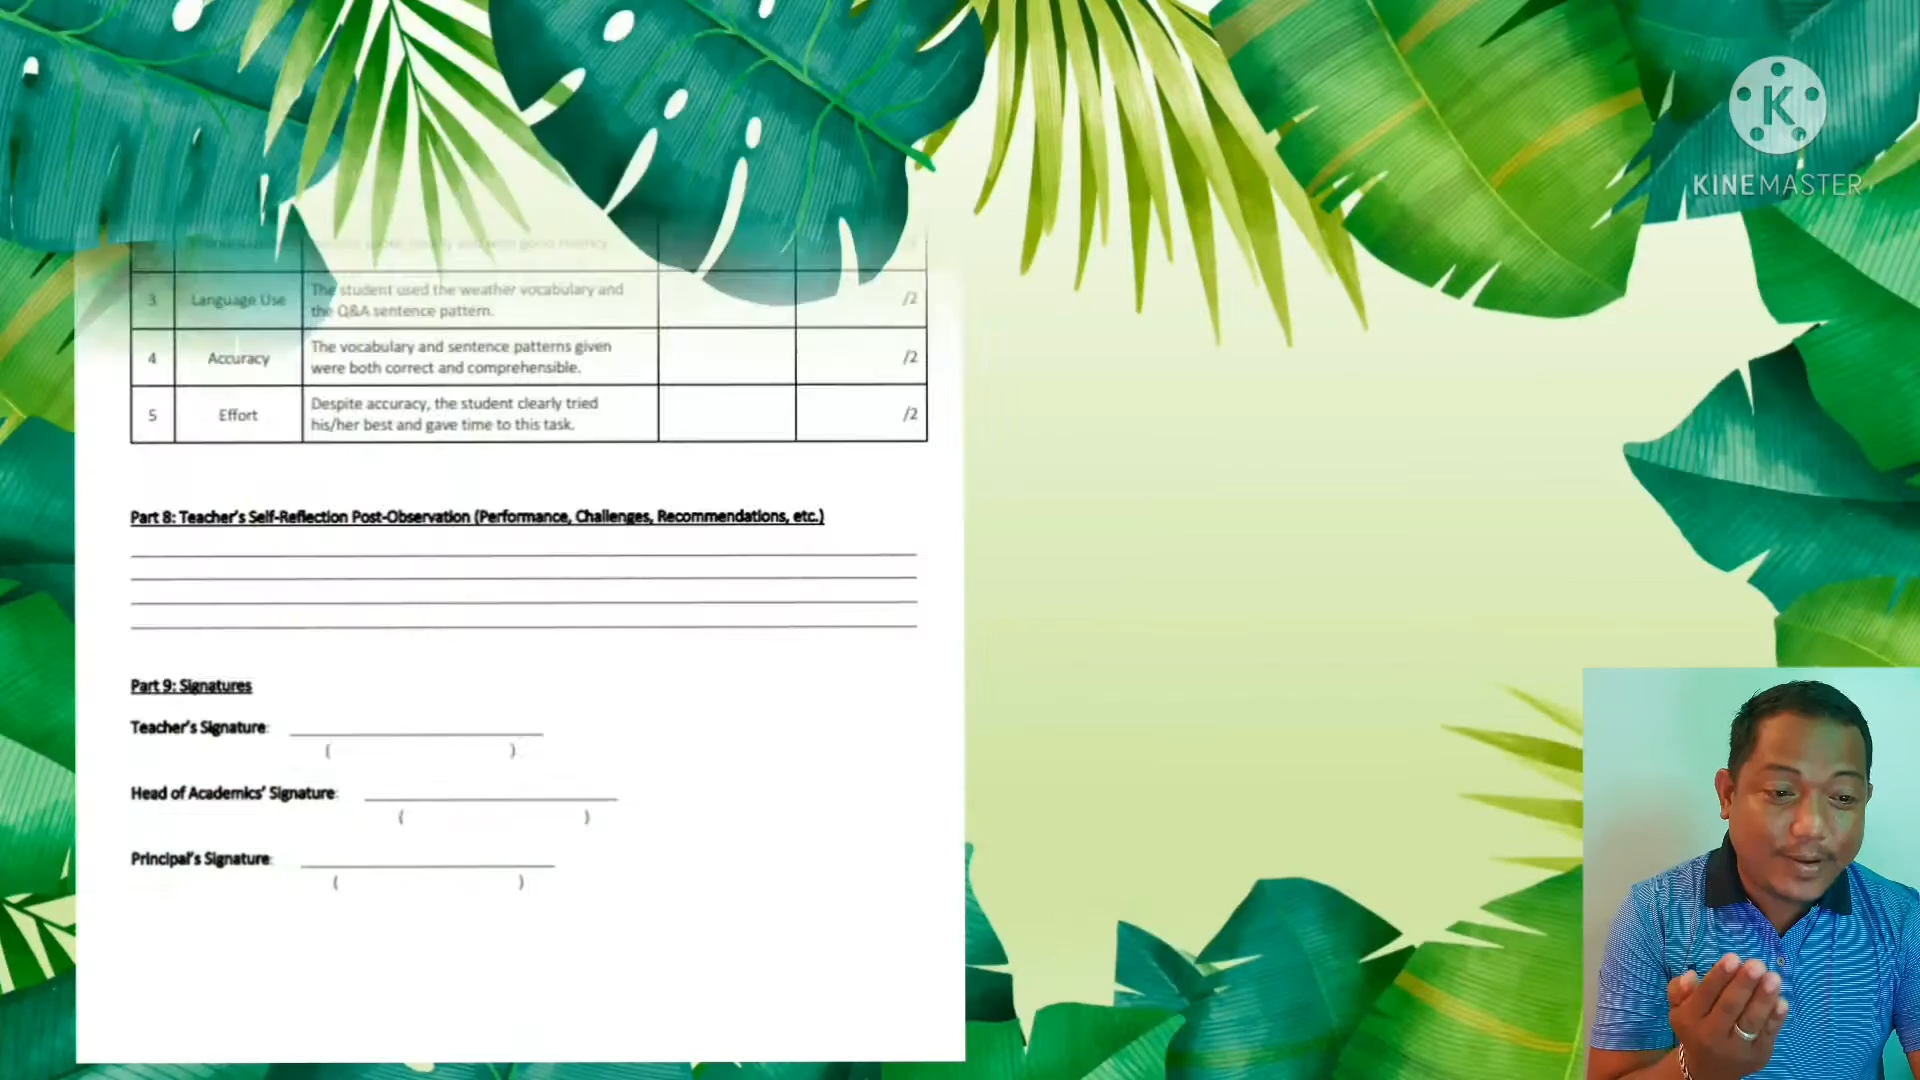 KINEMASTER
3 Language Use The student used the weather vocabulary and /2
the Q&A sentence pattern.
4 Accuracy The vocabulary and sentence patterns given /2
were both correct and comprehensible.
5 Effort Despite accuracy, the student clearly tried /2
his/her best and gave time to this task.
Part 8: Teacher's Self-Reflection Post-Observation (Performance, Challenges, Recommendations, etc.)
Part 9: Signatures
Teacher's Signature:
( )
Head of Academics' Signature:
( )
Principal's Signature:
( )